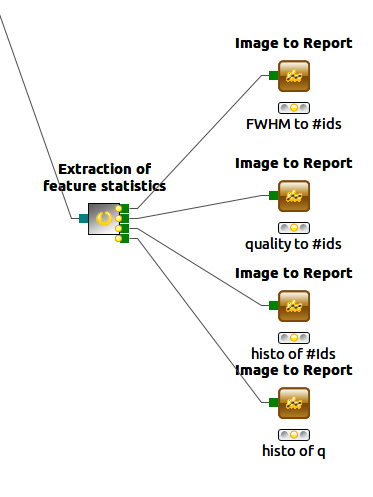 Image to Report
FWHM to #ids
Extraction of
feature statistics
Image to Report
quality to #ids
Image to Report
histo of #Ids
Image to Report
histo of q